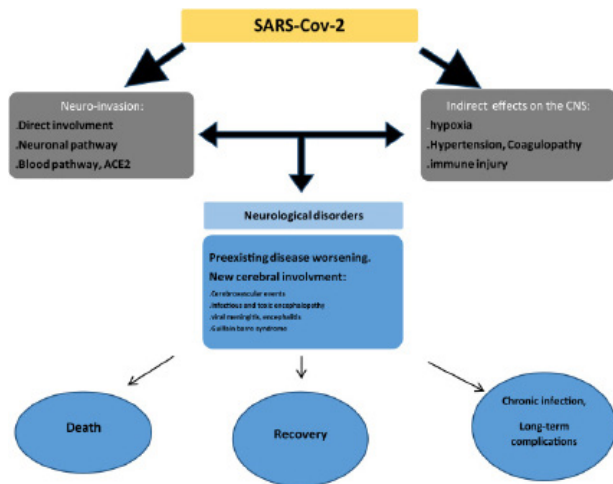 SARS-Cov-2
Neuro-invasion:
.Direct involvment
.Neuronal pathway
.Blood pathway, ACE2
Indirect effects on the CNS:
.hypoxia
.Hypertension, Coagulopathy
.immune injury
Neurological disorders
Preexisting disease worsening.
New cerebral involvment:
.Cerebrovascular events
.Infectious and toxic encephalopathy
.viral meningitis, encephalids
.Guillain barre syndrome
Death
Recovery
Chronic infection,
Long-term
complications